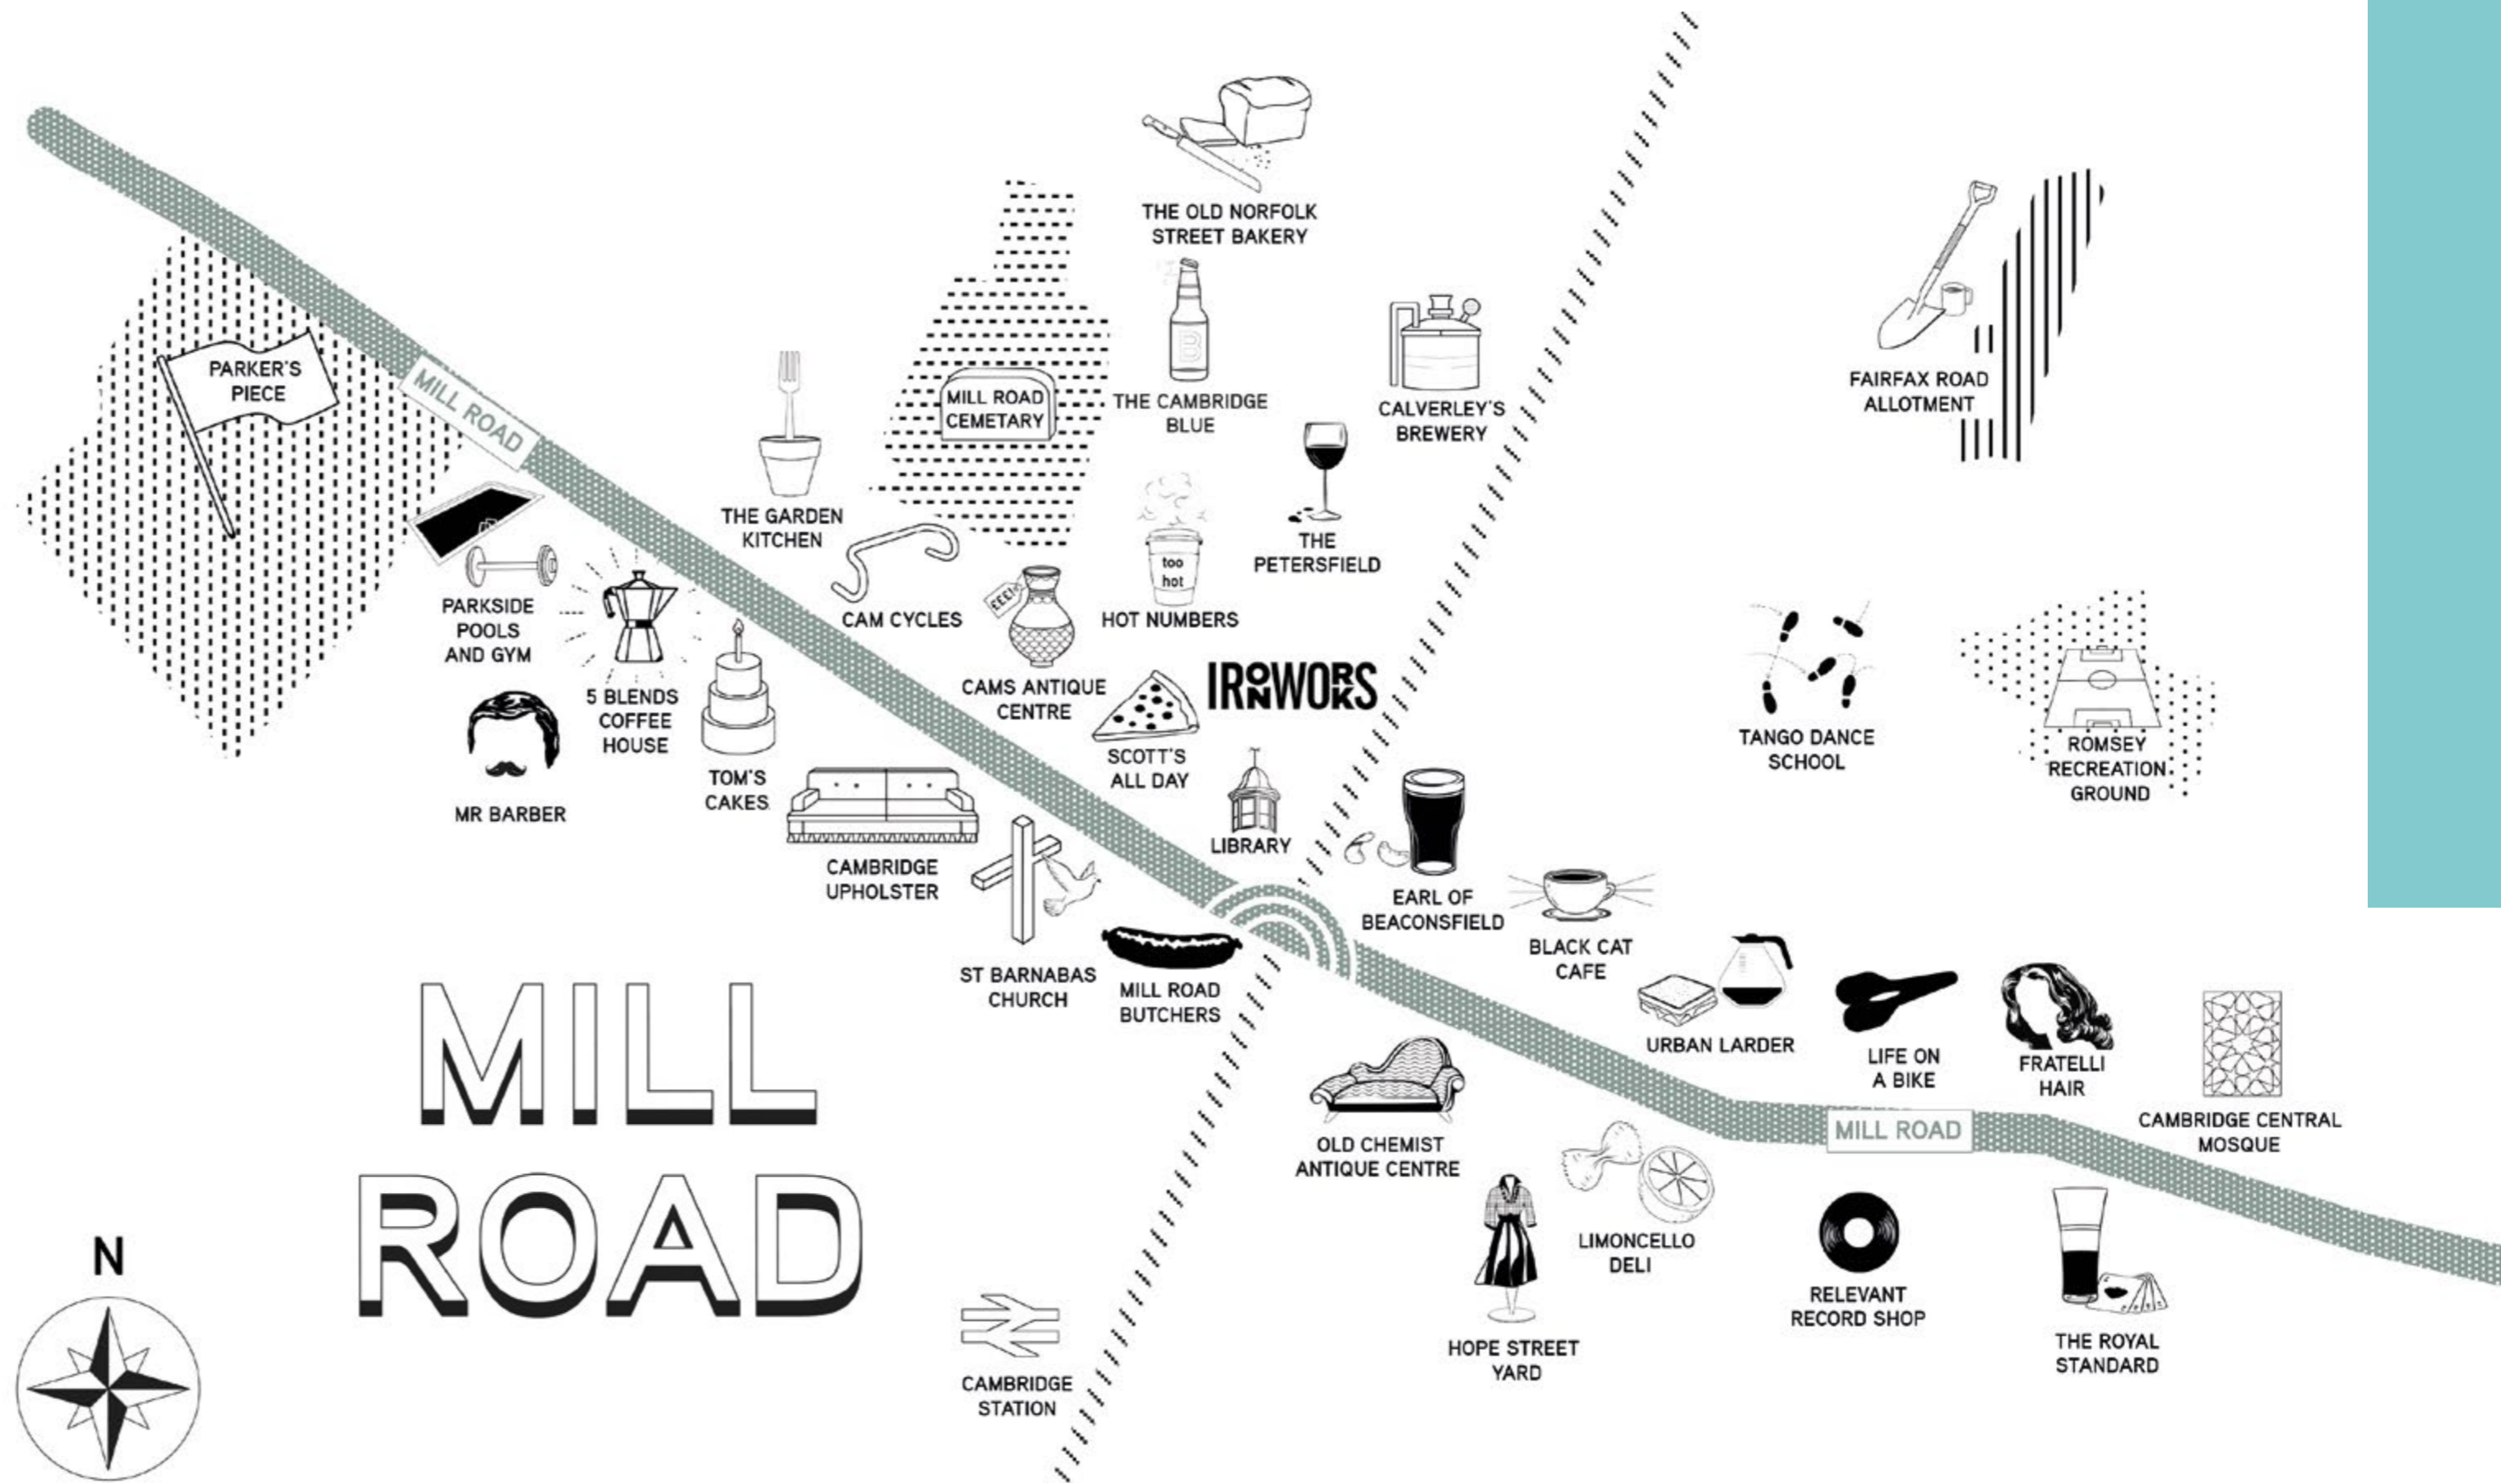 THE OLD NORFOLK
STREET BAKERY
PARKER'S
PIECE
MILL ROAD
MILL ROAD
CEMETARY
B
THE CAMBRIDGE
BLUE
CALVERLEY'S
BREWERY
FAIRFAX ROAD
ALLOTMENT
THE GARDEN
KITCHEN
THE
PETERSFIELD
PARKSIDE
POOLS
AND GYM
CAM CYCLES
too
hot
HOT NUMBERS
£££!
5 BLENDS
COFFEE
HOUSE
CAMS ANTIQUE
CENTRE
IRONWORKS
SCOTT'S
ALL DAY
TANGO DANCE
SCHOOL
ROMSEY
RECREATION
GROUND
MR BARBER
TOM'S
CAKES
CAMBRIDGE
UPHOLSTER
LIBRARY
EARL OF
BEACONSFIELD
BLACK CAT
CAFE
ST BARNABAS
CHURCH
MILL ROAD
BUTCHERS
URBAN LARDER
LIFE ON
A BIKE
FRATELLI
HAIR
CAMBRIDGE CENTRAL
MOSQUE
MILL ROAD
OLD CHEMIST
ANTIQUE CENTRE
LIMONCELLO
DELI
RELEVANT
RECORD SHOP
HOPE STREET
YARD
THE ROYAL
STANDARD
CAMBRIDGE
STATION
MILL
ROAD
N